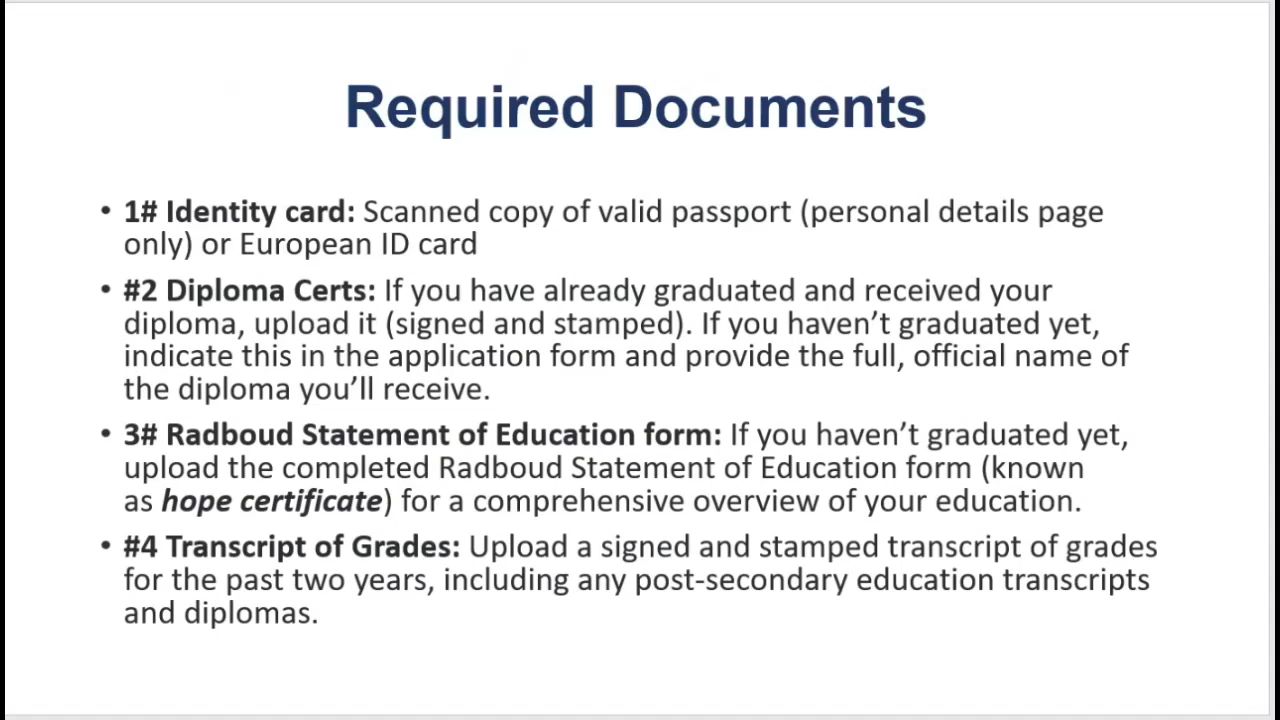 Required Documents
• 1# Identity card: Scanned copy of valid passport (personal details page
only) or European ID card
• #2 Diploma Certs: If you have already graduated and received your
diploma, upload it (signed and stamped). If you haven’t graduated yet,
indicate this in the application form and provide the full, official name of
the diploma you’ll receive.
• 3# Radboud Statement of Education form: If you haven’t graduated yet,
upload the completed Radboud Statement of Education form (known
as hope certificate) for a comprehensive overview of your education.
• #4 Transcript of Grades: Upload a signed and stamped transcript of grades
for the past two years, including any post-secondary education transcripts
and diplomas.